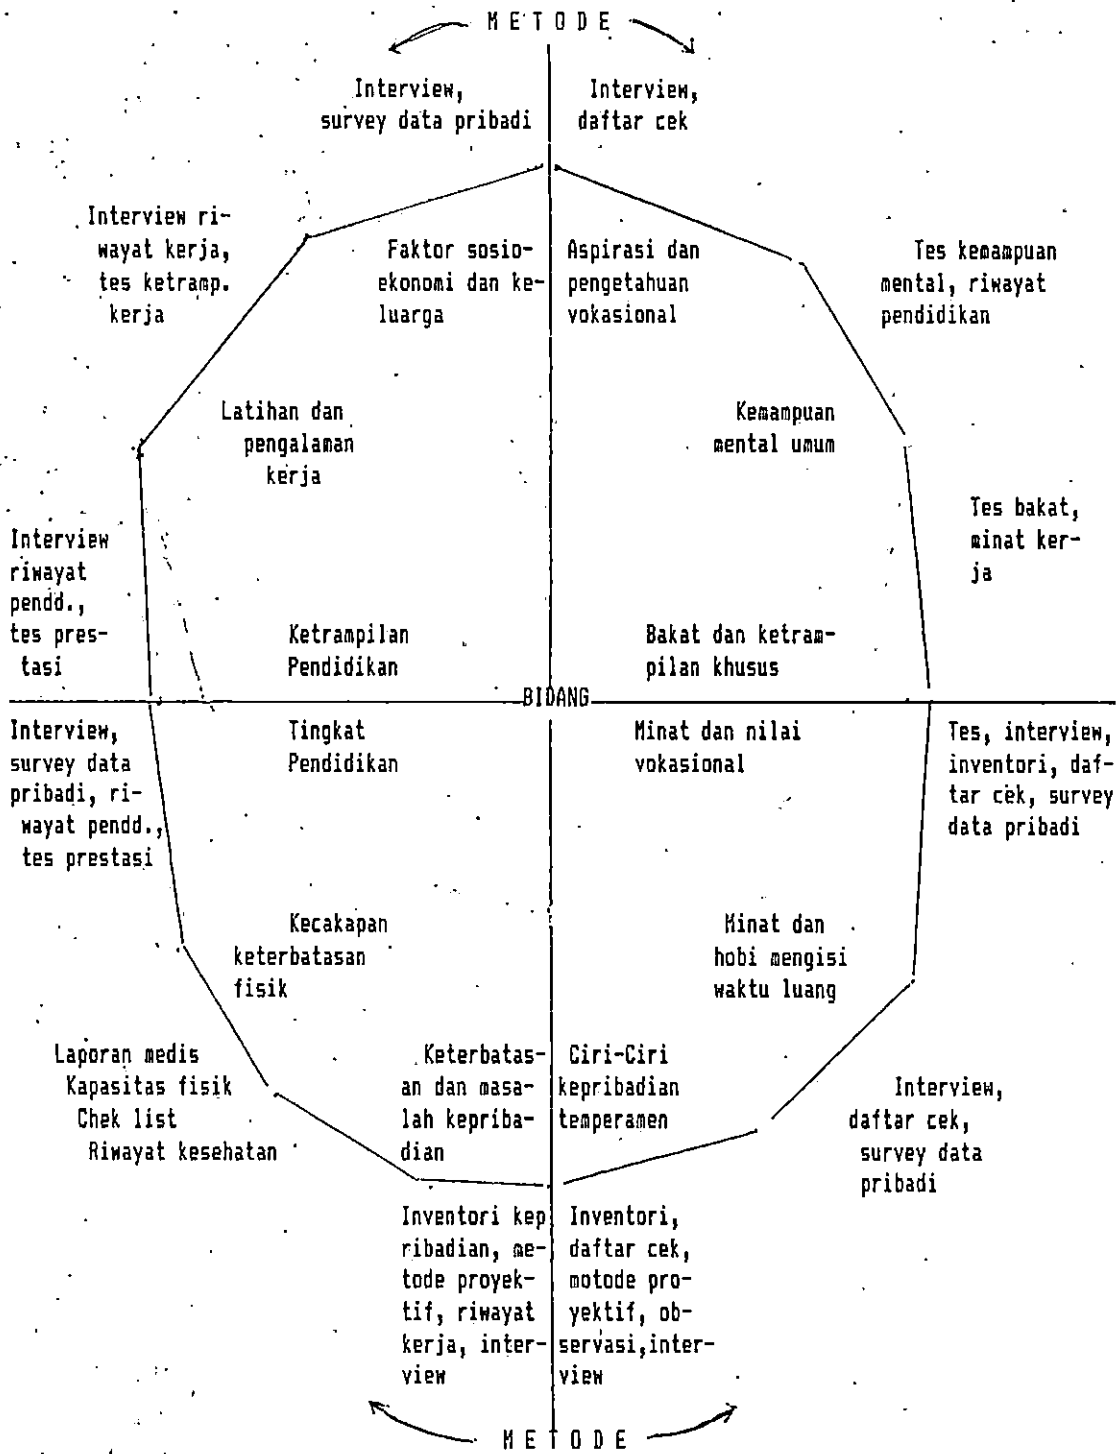 M E T O D E
Interview,
survey data pribadi
Interview,
daftar cek
Interview ri-
wayat kerja,
tes ketramp.
kerja
Faktor sosio-
ekonomi dan ke-
luarga
Aspirasi dan
pengetahuan
vokasional
Tes kemampuan
mental, riwayat
pendidikan
Latihan dan
pengalaman
kerja
Kemampuan
mental umum
Tes bakat,
minat ker-
ja
Interview
riwayat
pendd.,
tes pres-
tasi
Ketrampilan
Pendidikan
Bakat dan ketram-
pilan khusus
BIDANG
Interview,
survey data
pribadi, ri-
wayat pendd.,
tes prestasi
Tingkat
Pendidikan
Minat dan nilai
vokasional
Tes, interview,
inventori, daf-
tar cek, survey
data pribadi
Kecakapan
keterbatasan
fisik
Minat dan
hobi mengisi
waktu luang
Laporan medis
Kapasitas fisik
Chek list
Riwayat kesehatan
Keterbatas-
an dan masa-
lah kepriba-
dian
Ciri-Ciri
kepribadian
temperamen
Interview,
daftar cek,
survey data
pribadi
Inventori kep
ribadian, me-
tode proyek-
tif, riwayat
kerja, inter-
view
Inventori,
daftar cek,
motode pro-
yektif, ob-
servasi,inter-
view
M E T O D E